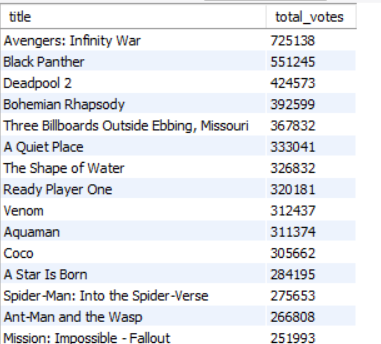 title total_votes
Avengers: Infinity War 725138
Black Panther 551245
Deadpool 2 424573
Bohemian Rhapsody 392599
Three Billboards Outside Ebbing, Missouri 367832
A Quiet Place 333041
The Shape of Water 326832
Ready Player One 320181
Venom 312437
Aquaman 311374
Coco 305662
A Star Is Born 284195
Spider-Man: Into the Spider-Verse 275653
Ant-Man and the Wasp 266808
Mission: Impossible - Fallout 251993